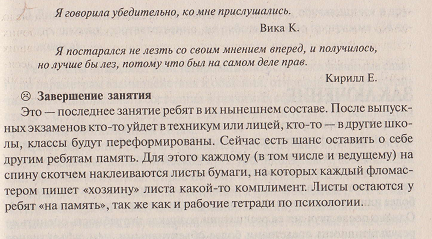 Я говорила убедительно, ко мне прислушались.
Вика К.
Я постарался не лезть со своим мнением вперед, и получилось,
но лучше бы лез, потому что был на самом деле прав.
Кирилл Е.
Завершение занятия
Это — последнее занятие ребят в их нынешнем составе. После выпуск-
ных экзаменов кто-то уйдет в техникум или лицей, кто-то — в другие шко-
лы, классы будут переформированы. Сейчас есть шанс оставить о себе
другим ребятам память. Для этого каждому (в том числе и ведущему) на
спину скотчем наклеиваются листы бумаги, на которых каждый флома-
стером пишет «хозяину» листа какой-то комплимент. Листы остаются у
ребят «на память», так же как и рабочие тетради по психологии.